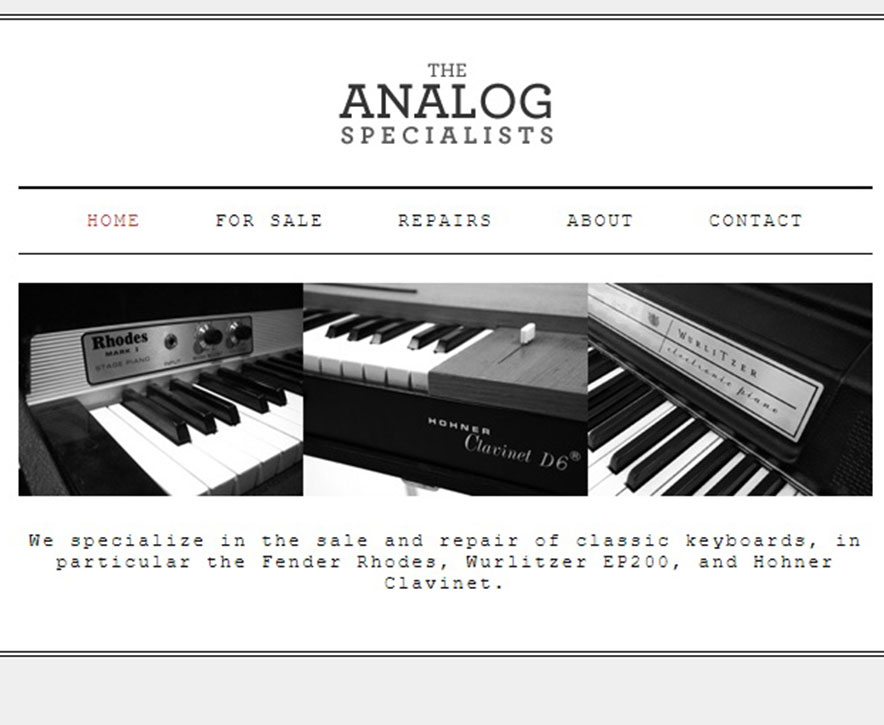 THE
ANALOG
SPECIALISTS
HOME FOR SALE REPAIRS ABOUT CONTACT
Rhodes
MARK I
STAGE PIANO
INPUT
HOHNER
Clavinet D6®
WURLITZER
electronic piano
We specialize in the sale and repair of classic keyboards, in
particular the Fender Rhodes, Wurlitzer EP200, and Hohner
Clavinet.